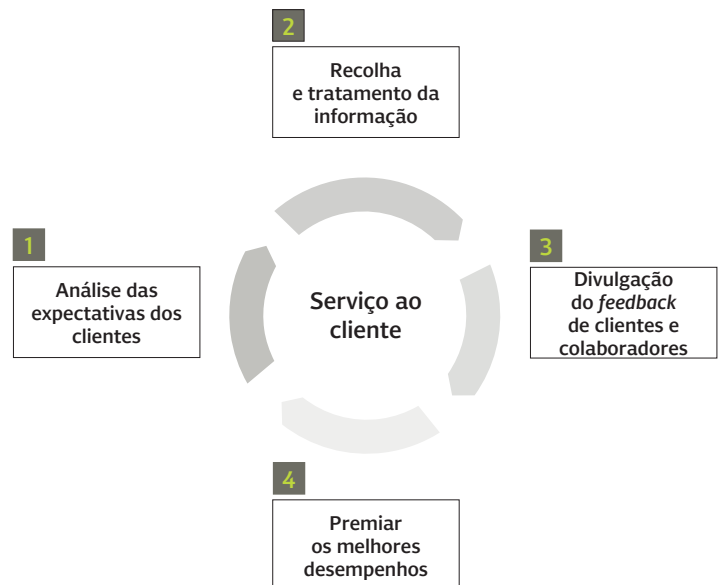 1
Análise das
expectativas dos
clientes
2
Recolha
e tratamento da
informação
3
Divulgação
do feedback
de clientes e
colaboradores
4
Premiar
os melhores
desempenhos
Serviço ao
cliente